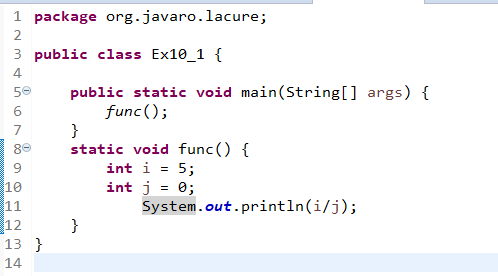 1 package org.javaro.lacure;
2
3 public class Ex10_1 {
4
5     public static void main(String[] args) {
6         func();
7     }
8     static void func() {
9         int i = 5;
10         int j = 0;
11             System.out.println(i/j);
12     }
13 }
14